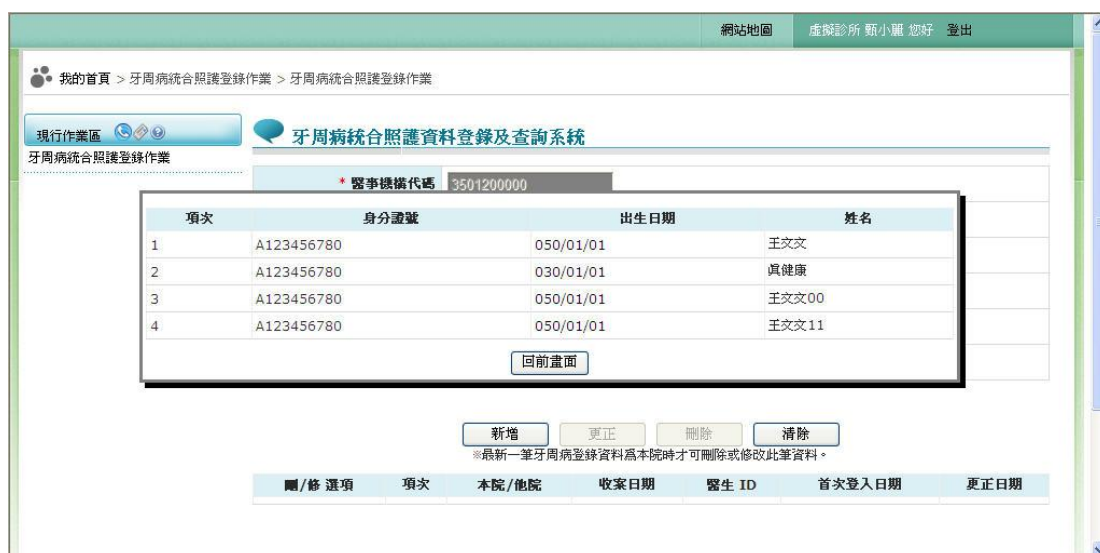 網站地圖 虛擬診所 甄小麗 您好 登出
我的首頁 > 牙周病統合照護登錄作業 > 牙周病統合照護登錄作業
現行作業區
牙周病統合照護登錄作業
牙周病統合照護資料登錄及查詢系統
* 醫事機構代碼 3501200000
項次 身分證號 出生日期 姓名
1 A123456780 050/01/01 王文文
2 A123456780 030/01/01 真健康
3 A123456780 050/01/01 王文文00
4 A123456780 050/01/01 王文文11
回前畫面
新增 更正 刪除 清除
※最新一筆牙周病登錄資料為本院時才可刪除或修改此筆資料。
/修 選項 項次 本院/他院 收案日期 醫生 ID 首次登入日期 更正日期